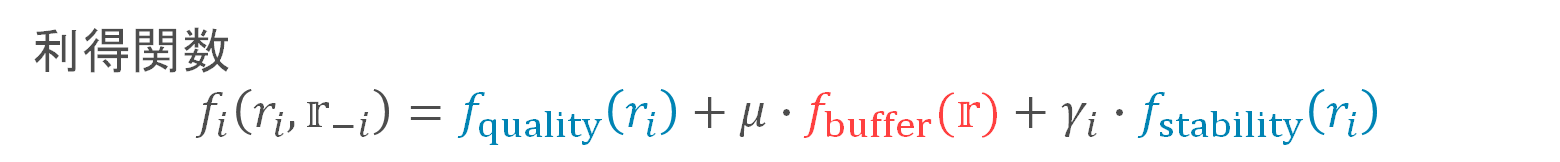 利得関数
f_i(r_i, 𝕣_{−i}) = f_quality(r_i) + μ · f_buffer(𝕣) + γ_i · f_stability(r_i)